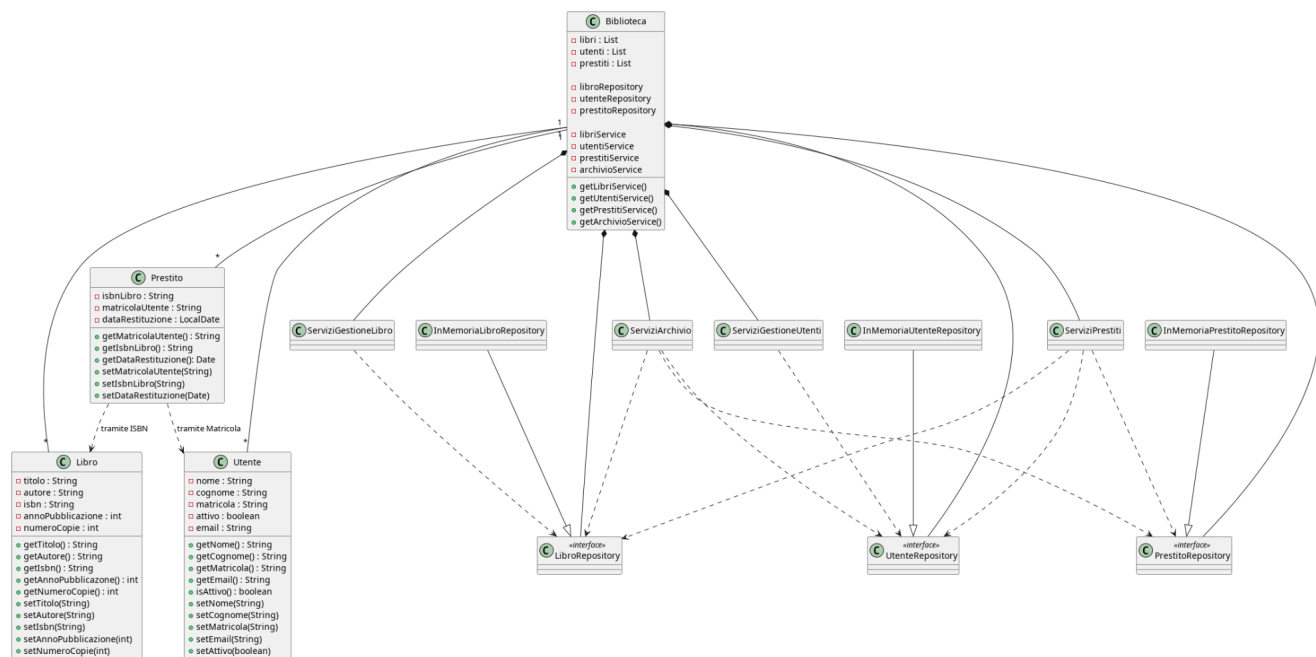 C Biblioteca
libri : List
utenti : List
prestiti : List
libroRepository
utenteRepository
prestitoRepository
libriService
utentiService
prestitiService
archivioService
getLibriService()
getUtentiService()
getPrestitiService()
getArchivioService()
1
1
*
C Prestito
isbnLibro : String
matricolaUtente : String
dataRestituzione : LocalDate
getMatricolaUtente() : String
getIsbnLibro() : String
getDataRestituzione(): Date
setMatricolaUtente(String)
setIsbnLibro(String)
setDataRestituzione(Date)
C ServiziGestioneLibro
C InMemoriaLibroRepository
C ServiziArchivio
C ServiziGestioneUtenti
C InMemoriaUtenteRepository
C ServiziPrestiti
C InMemoriaPrestitoRepository
tramite ISBN
tramite Matricola
*
*
C Libro
titolo : String
autore : String
isbn : String
annoPubblicazione : int
numeroCopie : int
getTitolo() : String
getAutore() : String
getIsbn() : String
getAnnoPubblicazone() : int
getNumeroCopie() : int
setTitolo(String)
setAutore(String)
setIsbn(String)
setAnnoPubblicazione(int)
setNumeroCopie(int)
C Utente
nome : String
cognome : String
matricola : String
attivo : boolean
email : String
getNome() : String
getCognome() : String
getMatricola() : String
getEmail() : String
isAttivo() : boolean
setNome(String)
setCognome(String)
setMatricola(String)
setEmail(String)
setAttivo(boolean)
«interface»
C LibroRepository
«interface»
C UtenteRepository
«interface»
C PrestitoRepository